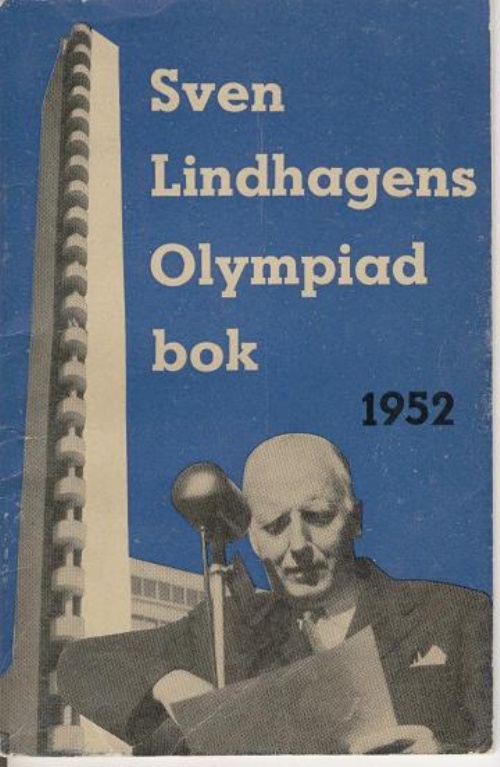 Sven
Lindhagens
Olympiad
bok
1952